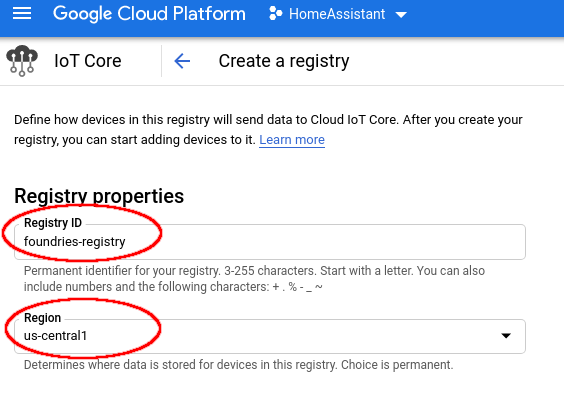 Google Cloud Platform HomeAssistant
IoT Core Create a registry
Define how devices in this registry will send data to Cloud IoT Core. After you create your
registry, you can start adding devices to it. Learn more
Registry properties
Registry ID
foundries-registry
Permanent identifier for your registry. 3-255 characters. Start with a letter. You can also
include numbers and the following characters: + . % - _ ~
Region
us-central1
Determines where data is stored for devices in this registry. Choice is permanent.